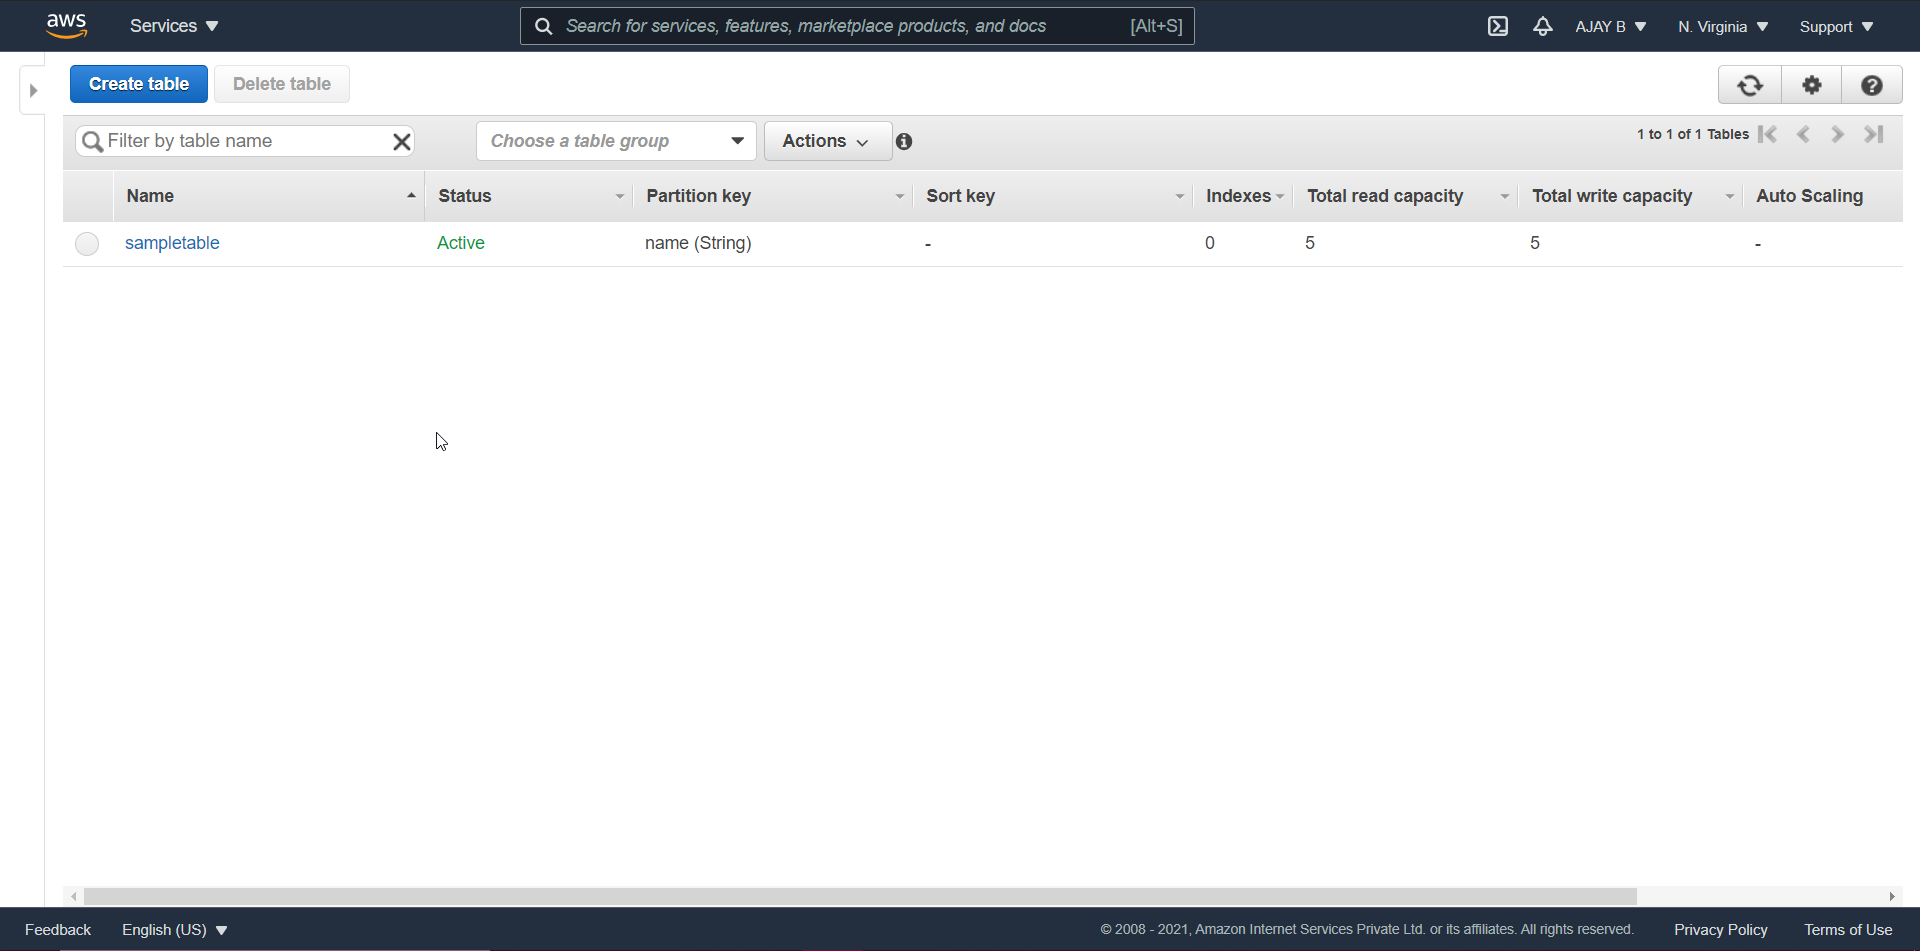 aws Services Search for services, features, marketplace products, and docs [Alt+S] AJAY B N. Virginia Support
Create table Delete table
Filter by table name Choose a table group Actions 1 to 1 of 1 Tables
Name Status Partition key Sort key Indexes Total read capacity Total write capacity Auto Scaling
sampletable Active name (String) - 0 5 5 -
Feedback English (US) © 2008 - 2021, Amazon Internet Services Private Ltd. or its affiliates. All rights reserved. Privacy Policy Terms of Use